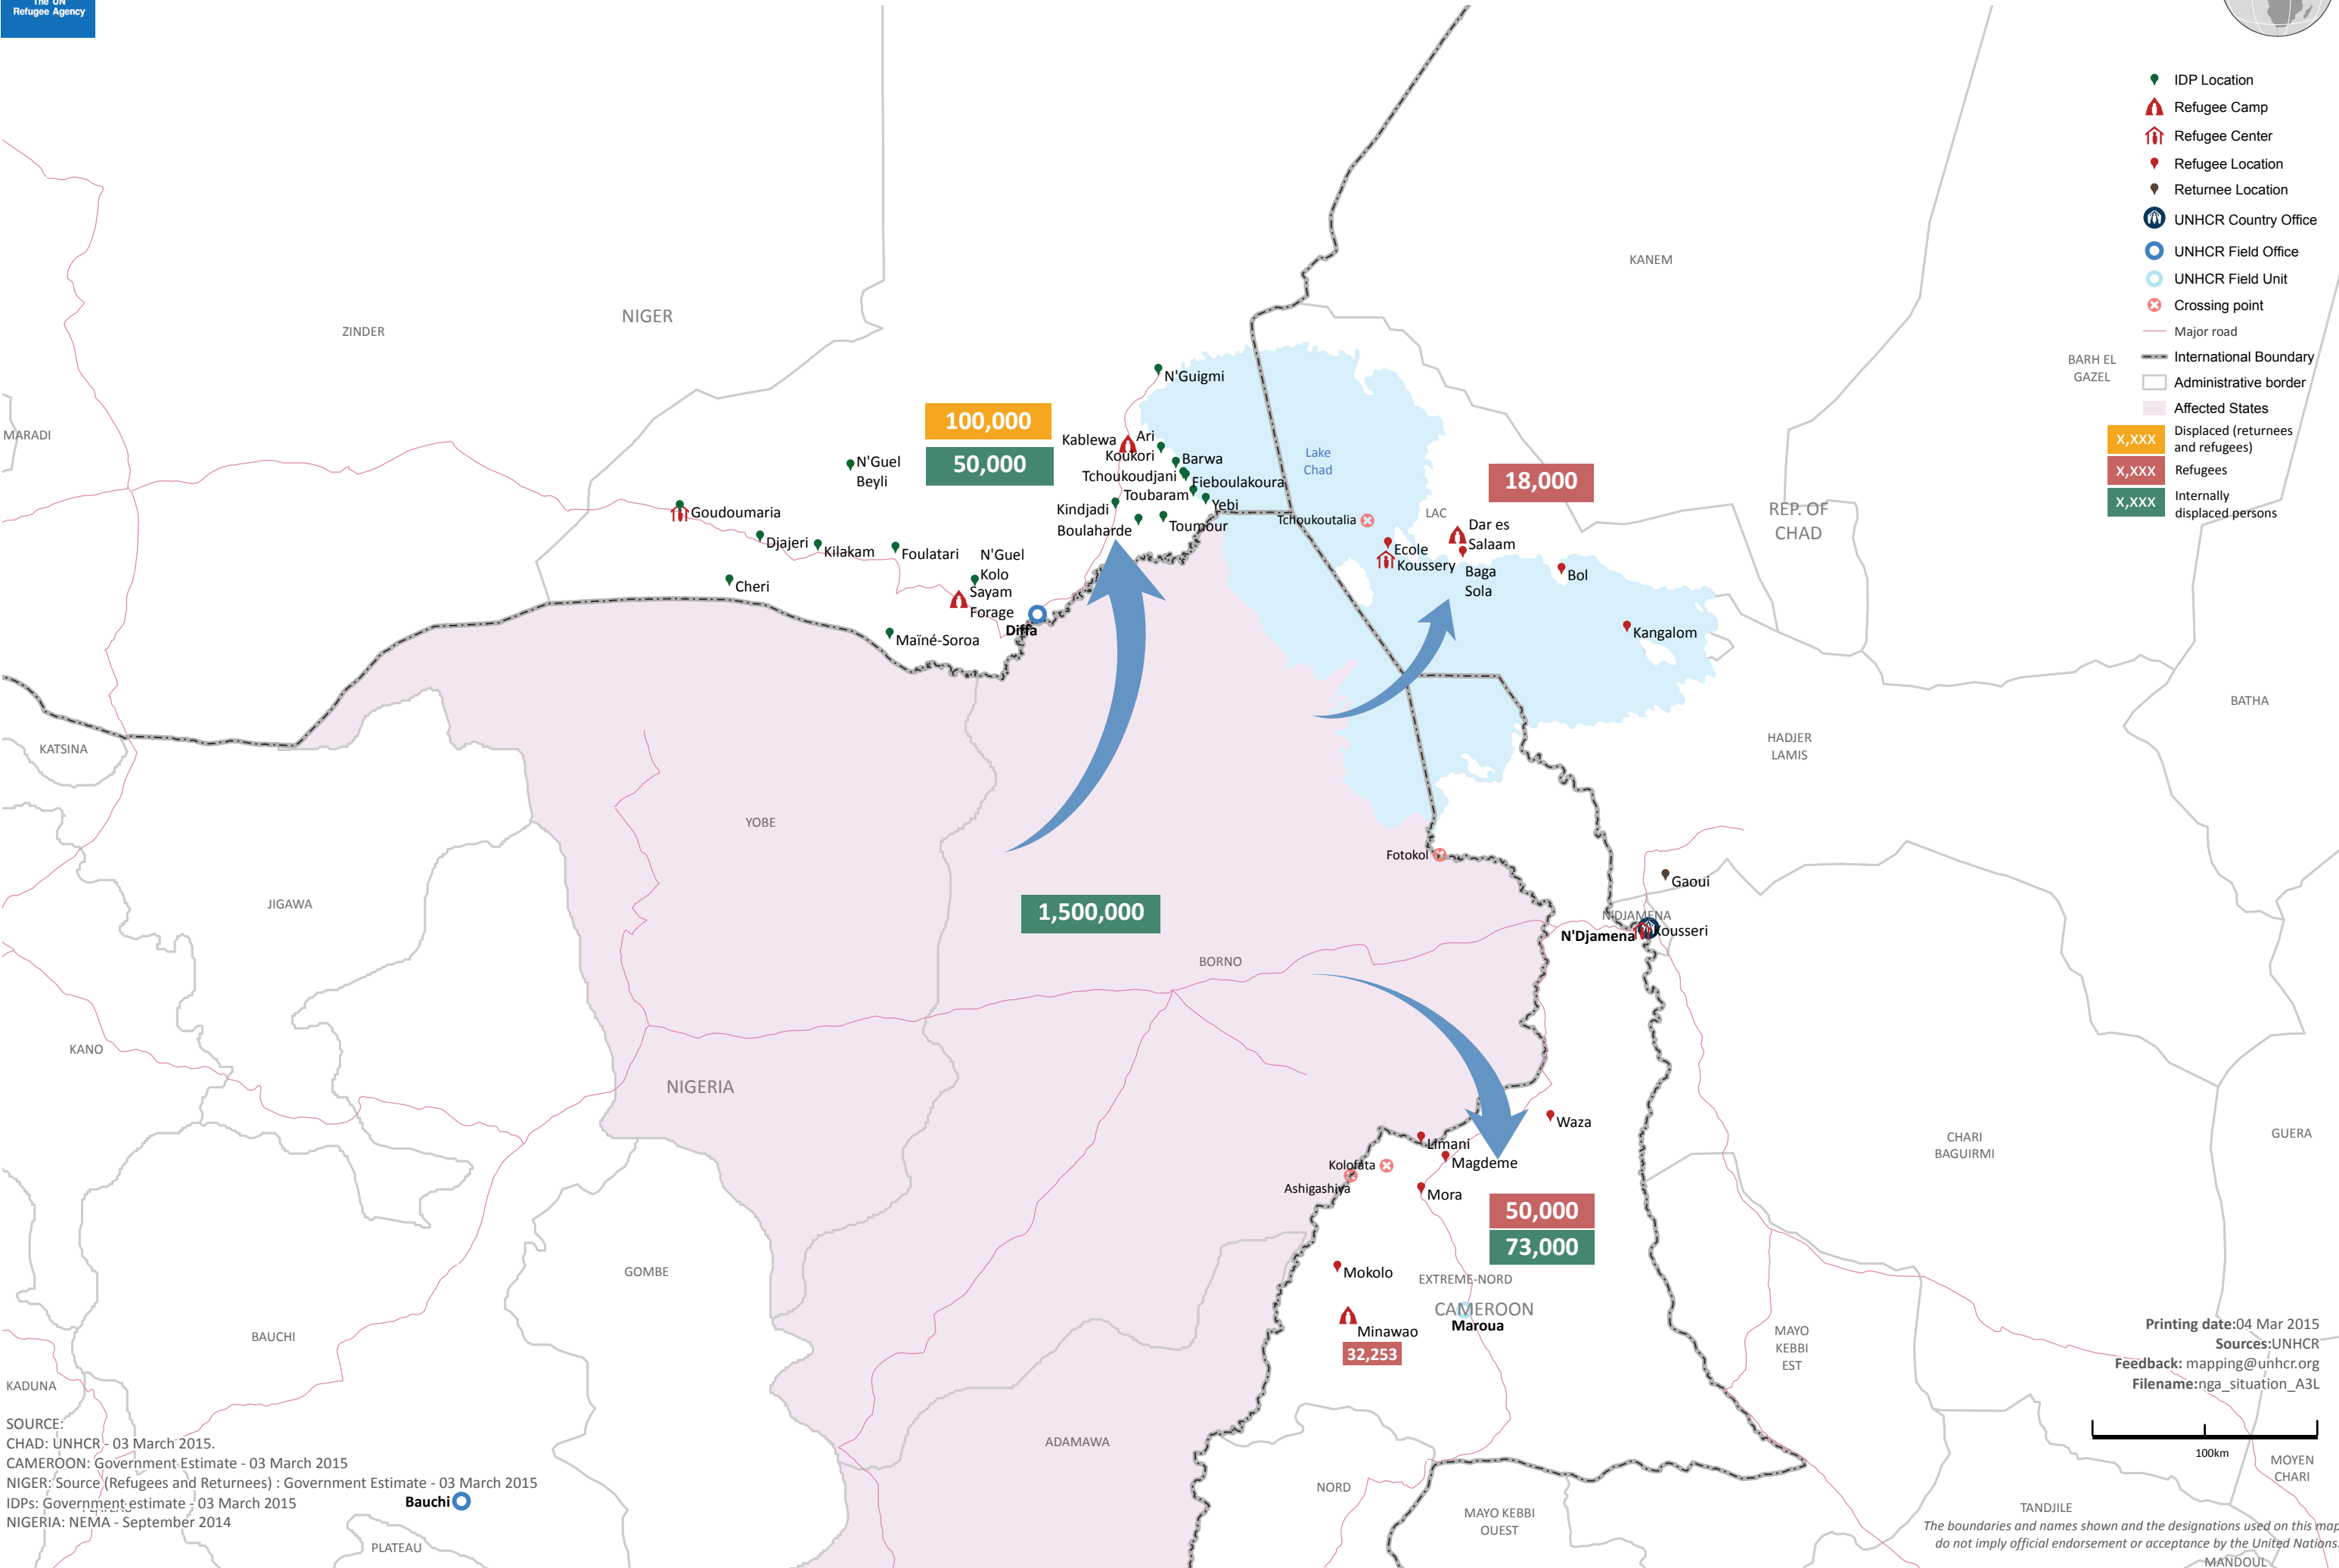 The UN
Refugee Agency
IDP Location
Refugee Camp
Refugee Center
Refugee Location
Returnee Location
UNHCR Country Office
UNHCR Field Office
UNHCR Field Unit
Crossing point
Major road
International Boundary
Administrative border
Affected States
X,XXX
Displaced (returnees
and refugees)
X,XXX
Refugees
X,XXX
Internally
displaced persons
KANEM
NIGER
ZINDER
BARH EL
GAZEL
MARADI
N'Guigmi
100,000
50,000
Kablewa
Ari
Koukori
Barwa
Tchoukoudjani
Fieboulakoura
Toubaram
Yebi
Kindjadi
Boulaharde
Toumour
N'Guel
Beyli
Goudoumaria
Djajeri
Kilakam
Foulatari
N'Guel
Kolo
Sayam
Forage
Cheri
Diffa
Maïné-Soroa
Lake
Chad
18,000
LAC
Tchoukoutalia
Dar es
Salaam
Ecole
Koussery
Baga
Sola
Bol
Kangalom
REP. OF
CHAD
BATHA
HADJER
LAMIS
KATSINA
YOBE
JIGAWA
Fotokol
Gaoui
1,500,000
N'DJAMENA
N'Djamena
Kousseri
BORNO
KANO
NIGERIA
Waza
Limani
Magdeme
Kolofata
Ashigashiya
Mora
CHARI
BAGUIRMI
GUERA
50,000
73,000
GOMBE
Mokolo
EXTREME-NORD
CAMEROON
Maroua
Minawao
32,253
BAUCHI
MAYO
KEBBI
EST
KADUNA
ADAMAWA
NORD
MAYO KEBBI
OUEST
TANDJILE
MOYEN
CHARI
MANDOUL
PLATEAU
Bauchi
SOURCE:
CHAD: UNHCR - 03 March 2015.
CAMEROON: Government Estimate - 03 March 2015
NIGER: Source (Refugees and Returnees) : Government Estimate - 03 March 2015
IDPs: Government estimate - 03 March 2015
NIGERIA: NEMA - September 2014
Printing date:04 Mar 2015
Sources:UNHCR
Feedback: mapping@unhcr.org
Filename:nga_situation_A3L
100km
The boundaries and names shown and the designations used on this map
do not imply official endorsement or acceptance by the United Nations.